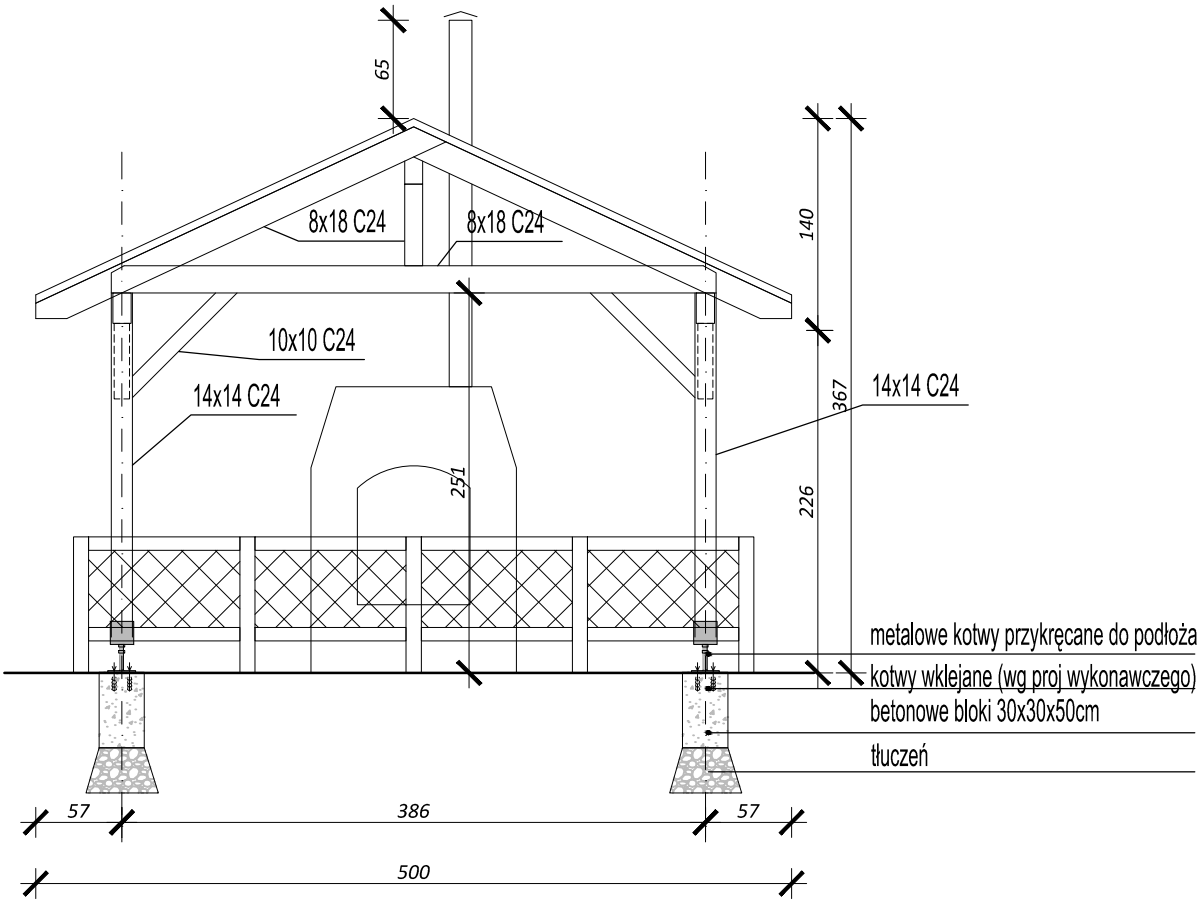 65
8x18 C24
8x18 C24
140
10x10 C24
14x14 C24
14x14 C24
367
251
226
metalowe kotwy przykręcane do podłoża
kotwy wklejane (wg proj wykonawczego)
betonowe bloki 30x30x50cm
tłuczeń
57
386
57
500